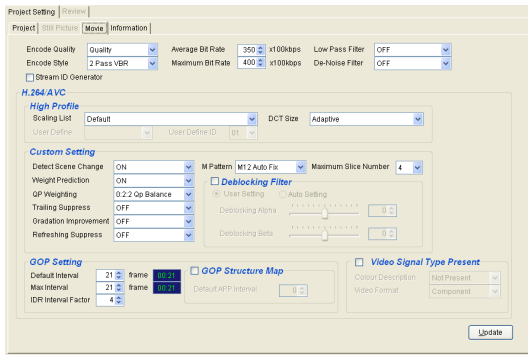 Project Setting Review
Project Still Picture Movie Information
Encode Quality Quality Average Bit Rate 350 x100kbps Low Pass Filter OFF
Encode Style 2 Pass VBR Maximum Bit Rate 400 x100kbps De-Noise Filter OFF
Stream ID Generator
H.264/AVC
High Profile
Scaling List Default DCT Size Adaptive
User Define User Define ID 01
Custom Setting
Detect Scene Change ON M Pattern M12 Auto Fix Maximum Slice Number 4
Weight Prediction ON Deblocking Filter
QP Weighting 0:2:2 Qp Balance User Setting Auto Setting
Trailing Suppress OFF Deblocking Alpha 0
Gradation Improvement OFF
Refreshing Suppress OFF Deblocking Beta 0
GOP Setting GOP Structure Map Video Signal Type Present
Default Interval 21 frame 00:21 Colour Description Not Present
Max Interval 21 frame 00:21 Default APP Interval 0 Video Format Component
IDR Interval Factor 4
Update